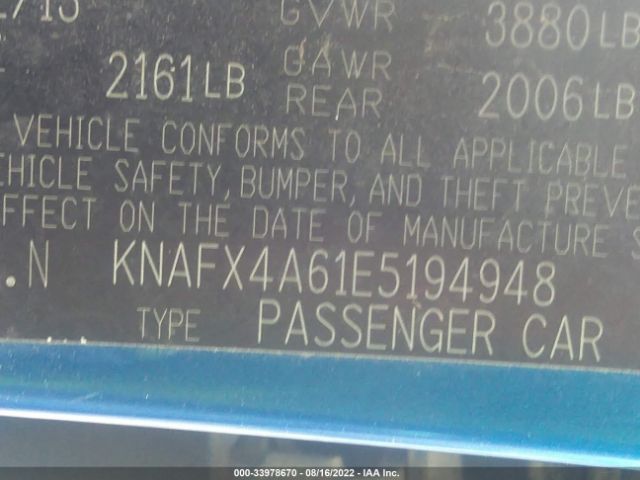 GVWR 3880LB
2161LB GAWR
REAR 2006LB
VEHICLE CONFORMS TO ALL APPLICABLE
EHICLE SAFETY, BUMPER, AND THEFT PREVE
EFFECT ON THE DATE OF MANUFACTURE S
.N KNAFX4A61E5194948
TYPE PASSENGER CAR
000-33978670 - 08/16/2022 - IAA Inc.